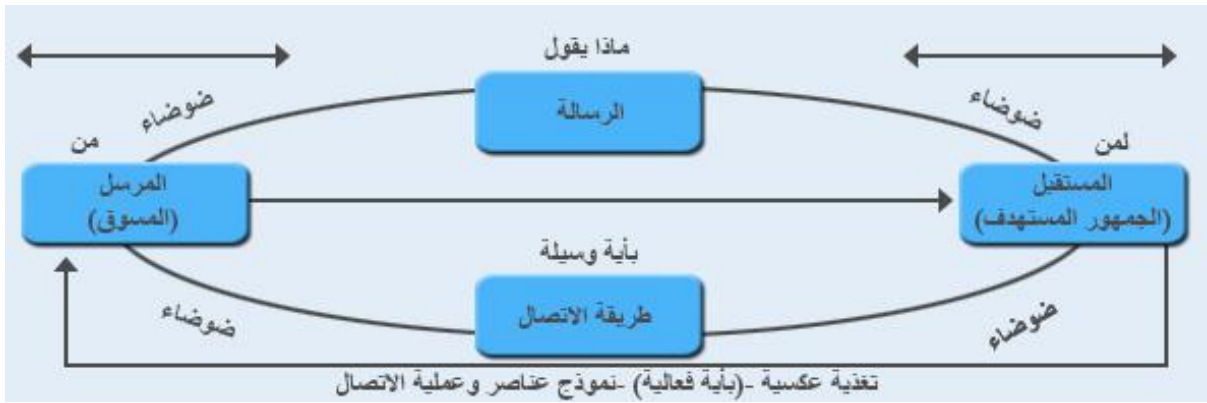 ماذا يقول
ضوضاء
ضوضاء
الرسالة
من
لمن
المرسل
(المسوق)
المستقبل
(الجمهور المستهدف)
بأية وسيلة
طريقة الاتصال
ضوضاء
ضوضاء
تغذية عكسية -(بأية فعالية) -نموذج عناصر وعملية الاتصال